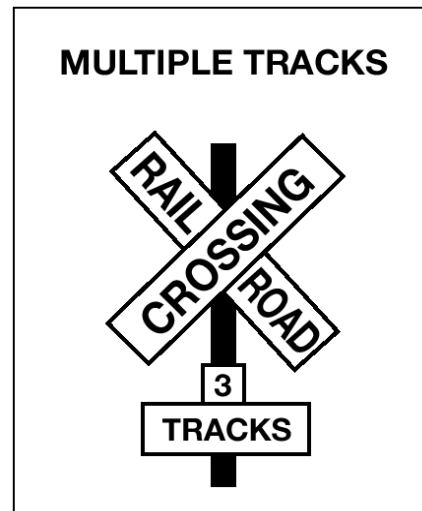 MULTIPLE TRACKS
RAIL
CROSSING
ROAD
3
TRACKS